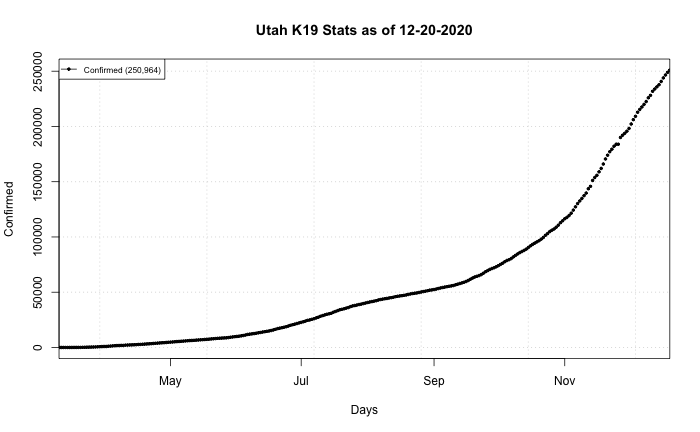 Utah K19 Stats as of 12-20-2020
Confirmed (250,964)
250000
200000
150000
100000
50000
0
Confirmed
May Jul Sep Nov
Days